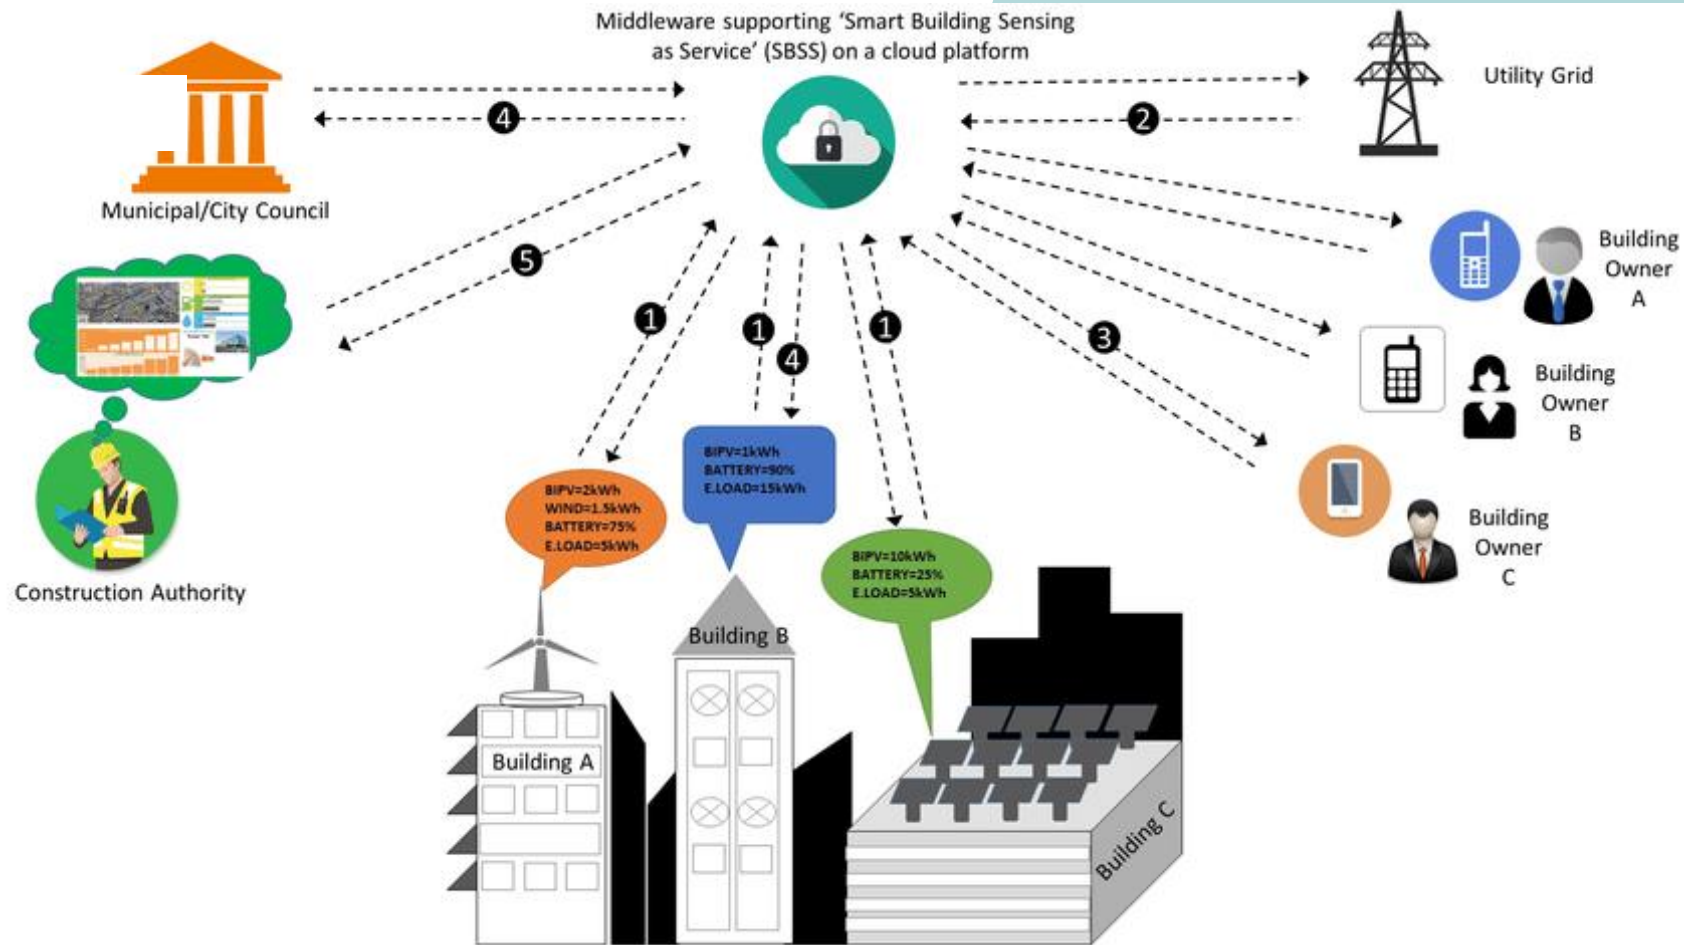 Middleware supporting ‘Smart Building Sensing
as Service’ (SBSS) on a cloud platform
Utility Grid
4
2
Municipal/City Council
5
Building
Owner
A
1
1
1
4
3
Building
Owner
B
BIPV=2kWh
WIND=1.5kWh
BATTERY=75%
E.LOAD=5kWh
BIPV=1kWh
BATTERY=90%
E.LOAD=15kWh
BIPV=10kWh
BATTERY=25%
E.LOAD=5kWh
Building
Owner
C
Construction Authority
Building B
Building A
Building C